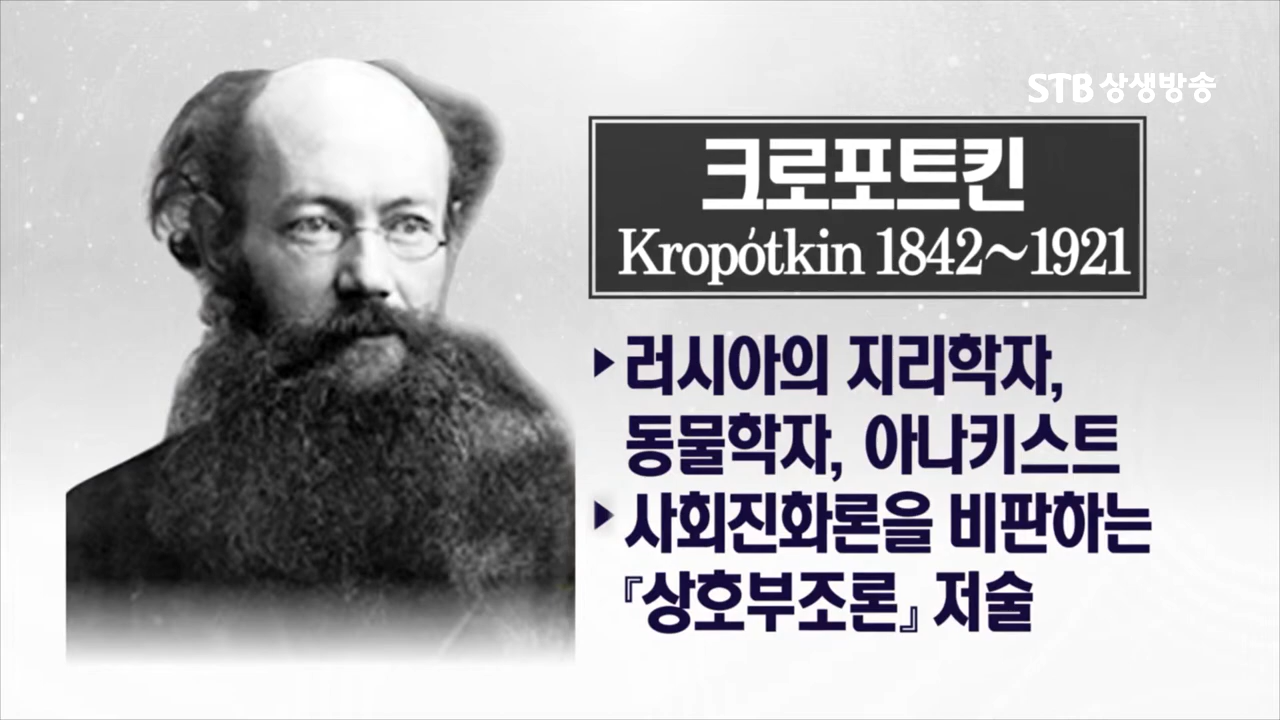 STB 상생방송
크로포트킨
Kropótkin 1842~1921
▶러시아의 지리학자,
동물학자, 아나키스트
▶사회진화론을 비판하는
『상호부조론』 저술